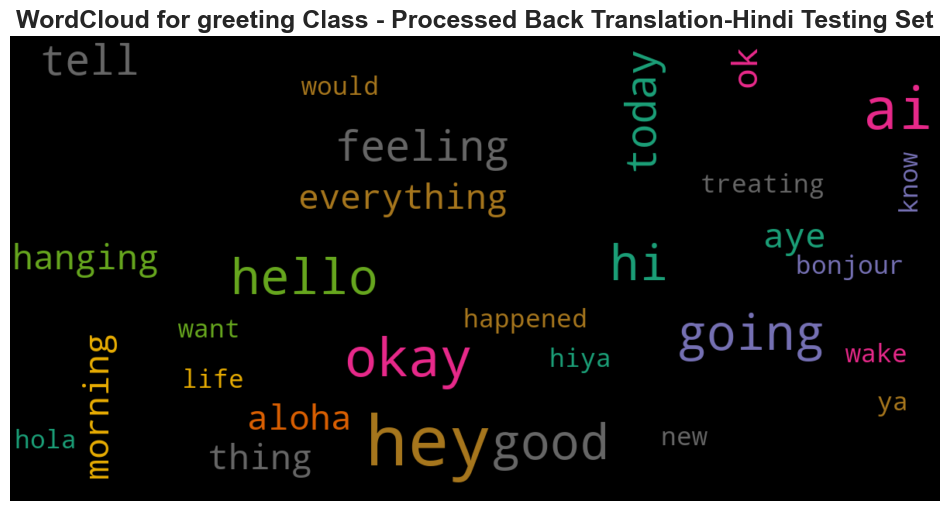 WordCloud for greeting Class - Processed Back Translation-Hindi Testing Set
tell
would
today
ok
ai
feeling
everything
treating
know
hanging
hello
hi
aye
bonjour
want
happened
going
okay
hiya
wake
morning
life
aloha
hey
good
new
ya
hola
thing